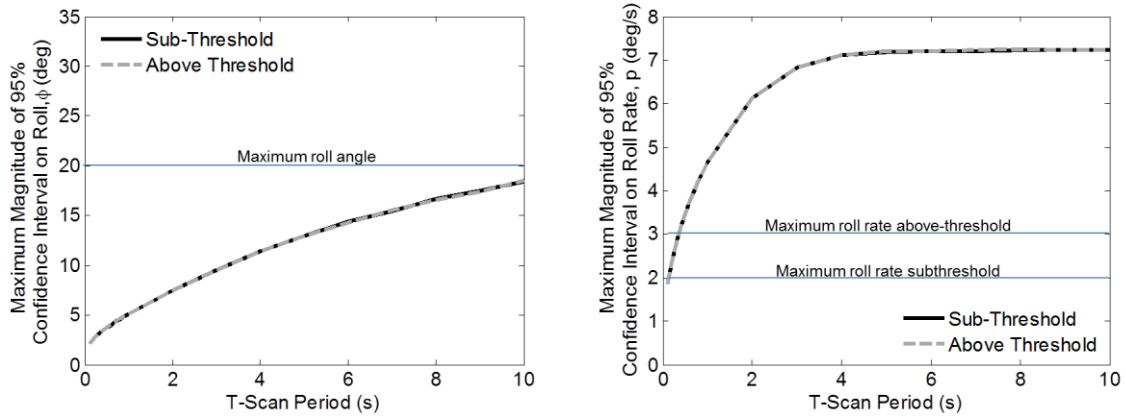 Maximum Magnitude of 95%
Confidence Interval on Roll,ϕ (deg)
35
30
25
20
15
10
5
0
Sub-Threshold
Above Threshold
Maximum roll angle
0 2 4 6 8 10
T-Scan Period (s)
Maximum Magnitude of 95%
Confidence Interval on Roll Rate, p (deg/s)
8
7
6
5
4
3
2
1
0
Maximum roll rate above-threshold
Maximum roll rate subthreshold
Sub-Threshold
Above Threshold
0 2 4 6 8 10
T-Scan Period (s)